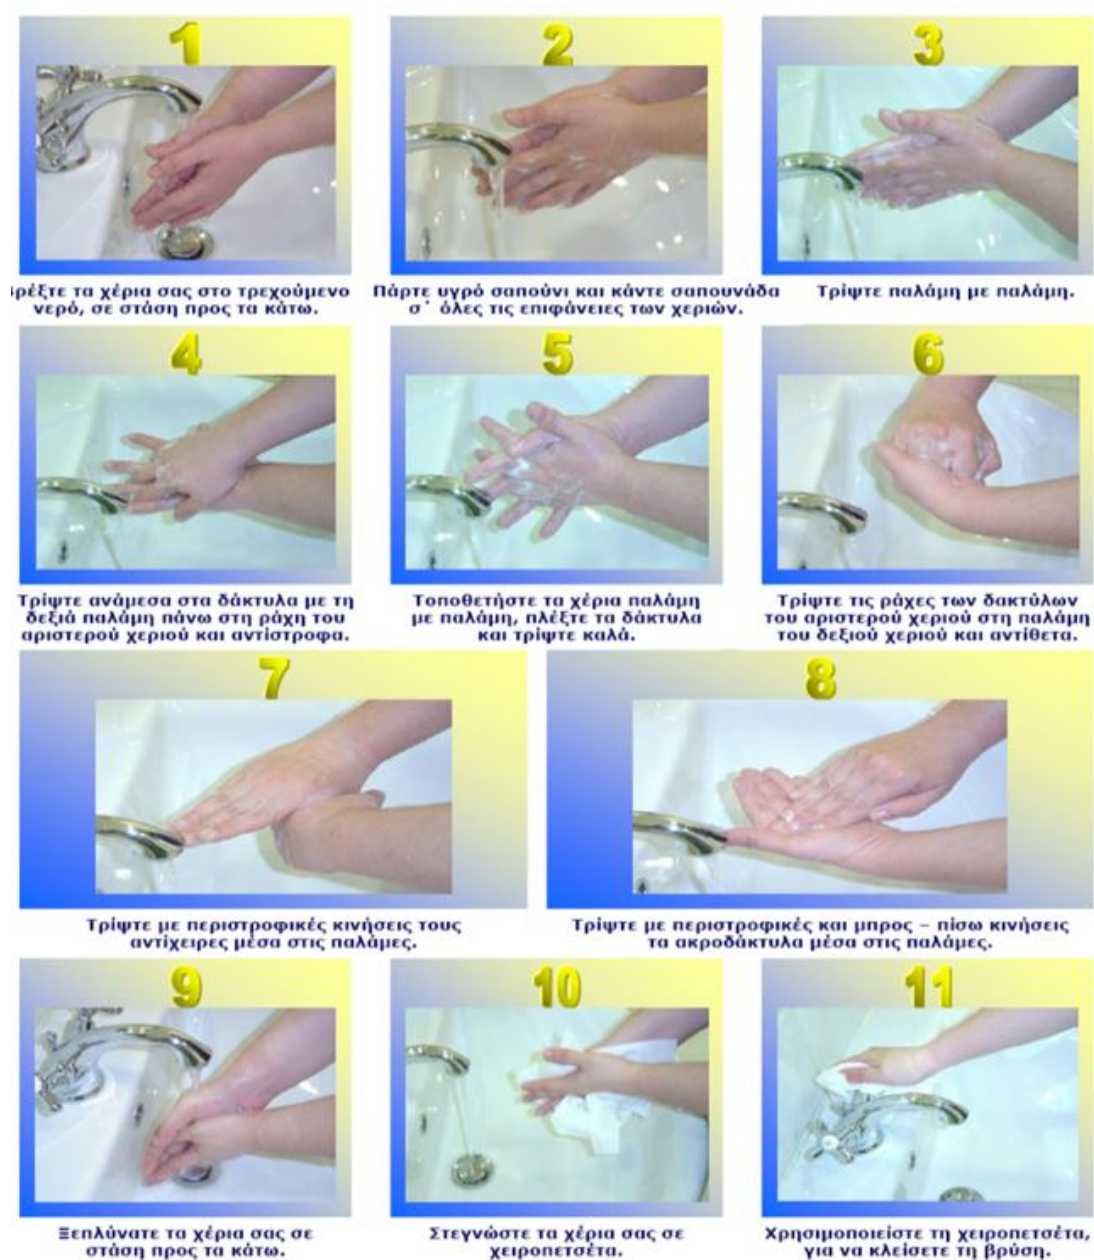 1
2
3
βρέξτε τα χέρια σας στο τρεχούμενο
νερό, σε στάση προς τα κάτω.
Πάρτε υγρό σαπούνι και κάντε σαπουνάδα
σ΄ όλες τις επιφάνειες των χεριών.
Τρίψτε παλάμη με παλάμη.
4
5
6
Τρίψτε ανάμεσα στα δάκτυλα με τη
δεξιά παλάμη πάνω στη ράχη του
αριστερού χεριού και αντίστροφα.
Τοποθετήστε τα χέρια παλάμη
με παλάμη, πλέξτε τα δάκτυλα
και τρίψτε καλά.
Τρίψτε τις ράχες των δακτύλων
του αριστερού χεριού στη παλάμη
του δεξιού χεριού και αντίθετα.
7
8
Τρίψτε με περιστροφικές κινήσεις τους
αντίχειρες μέσα στις παλάμες.
Τρίψτε με περιστροφικές και μπρος – πίσω κινήσεις
τα ακροδάκτυλα μέσα στις παλάμες.
9
10
11
Ξεπλύνατε τα χέρια σας σε
στάση προς τα κάτω.
Στεγνώστε τα χέρια σας σε
χειροπετσέτα.
Χρησιμοποιείστε τη χειροπετσέτα,
για να κλείσετε τη βρύση.